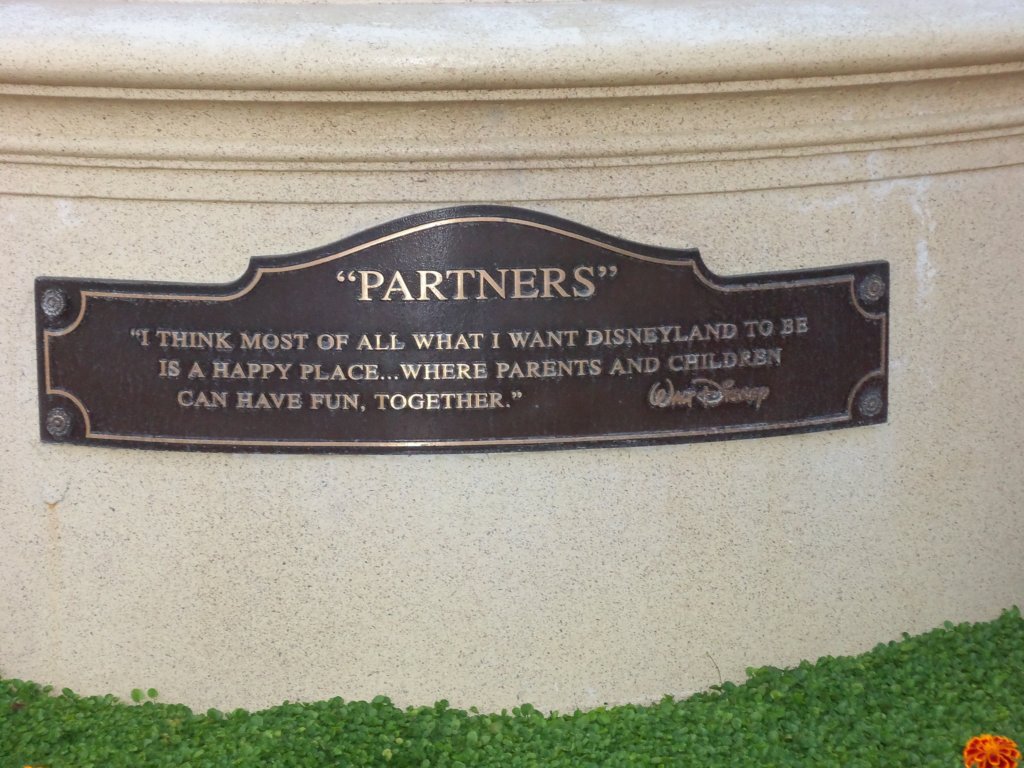 “PARTNERS”
“I THINK MOST OF ALL WHAT I WANT DISNEYLAND TO BE
IS A HAPPY PLACE...WHERE PARENTS AND CHILDREN
CAN HAVE FUN, TOGETHER.”
Walt Disney